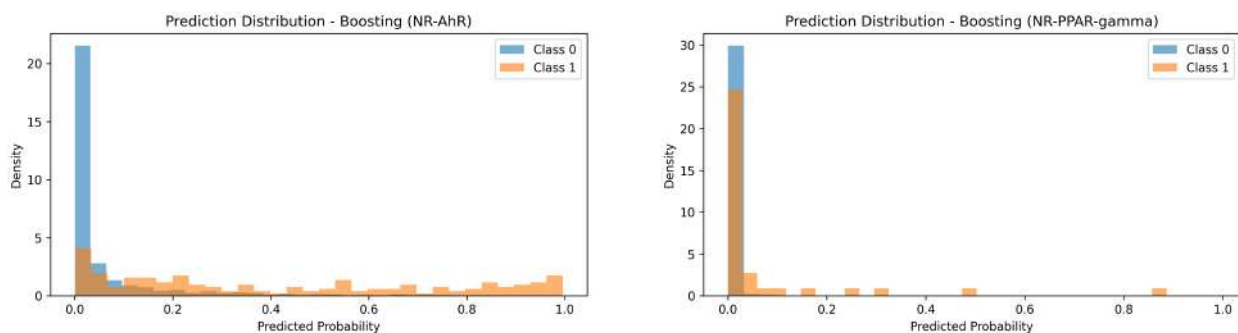 Prediction Distribution - Boosting (NR-AhR)
Class 0
Class 1
Density
20
15
10
5
0
0.0 0.2 0.4 0.6 0.8 1.0
Predicted Probability
Prediction Distribution - Boosting (NR-PPAR-gamma)
Class 0
Class 1
Density
30
25
20
15
10
5
0
0.0 0.2 0.4 0.6 0.8 1.0
Predicted Probability